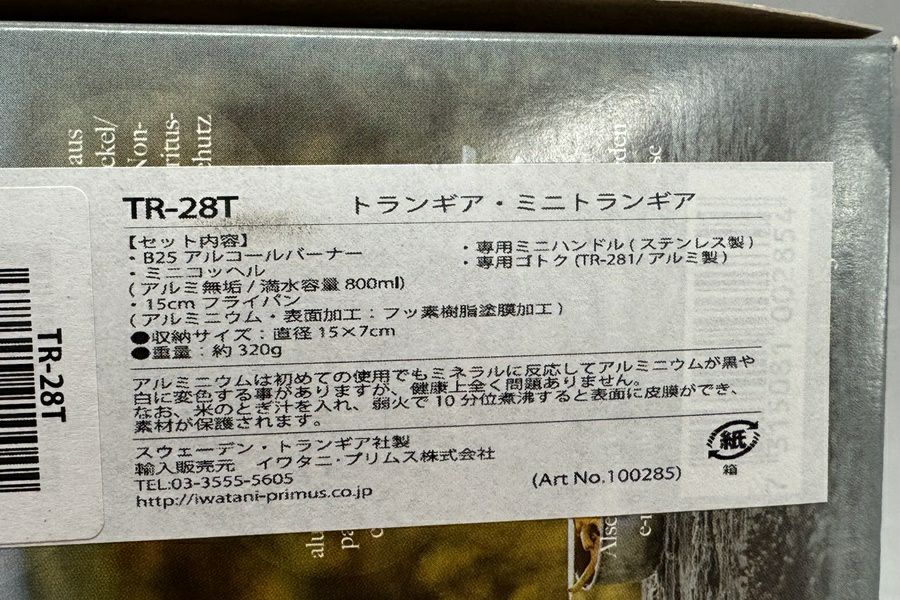 aus
ckel/
Non-
ritus-
chutz
TR-28T トランギア・ミニトランギア
【セット内容】
・B25 アルコールバーナー
・ミニコッヘル
(アルミ無垢/満水容量 800ml)
・15cm フライパン
(アルミニウム・表面加工:フッ素樹脂塗膜加工)
・専用ミニハンドル(ステンレス製)
・専用ゴトク(TR-281/アルミ製)
●収納サイズ:直径 15×7cm
●重量:約 320g
アルミニウムは初めての使用でもミネラルに反応してアルミニウムが黒や
白に変色する事がありますが、健康上全く問題ありません。
なお、米のとぎ汁を入れ、弱火で 10 分位煮沸すると表面に皮膜ができ、
素材が保護されます。
スウェーデン・トランギア社製
輸入販売元 イワタニ・プリムス株式会社
TEL:03-3555-5605
http://iwatani-primus.co.jp
(Art No.100285)
紙
箱
TR-28T